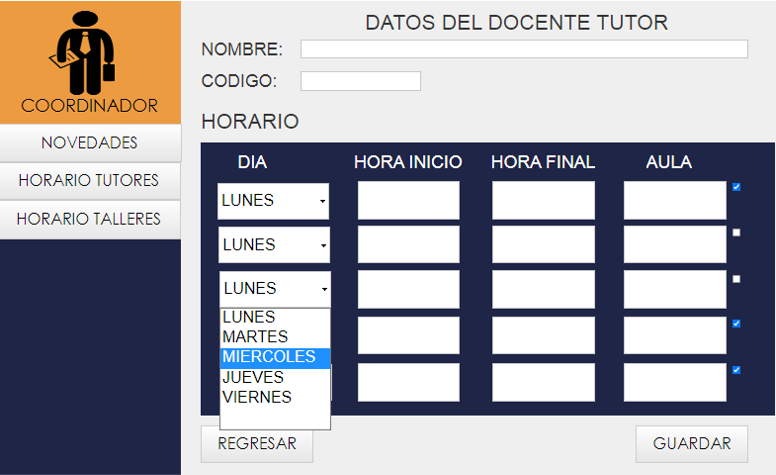 COORDINADOR
NOVEDADES
HORARIO TUTORES
HORARIO TALLERES
DATOS DEL DOCENTE TUTOR
NOMBRE:
CODIGO:
HORARIO
DIA HORA INICIO HORA FINAL AULA
LUNES
LUNES
LUNES
LUNES
MARTES
MIERCOLES
JUEVES
VIERNES
REGRESAR GUARDAR